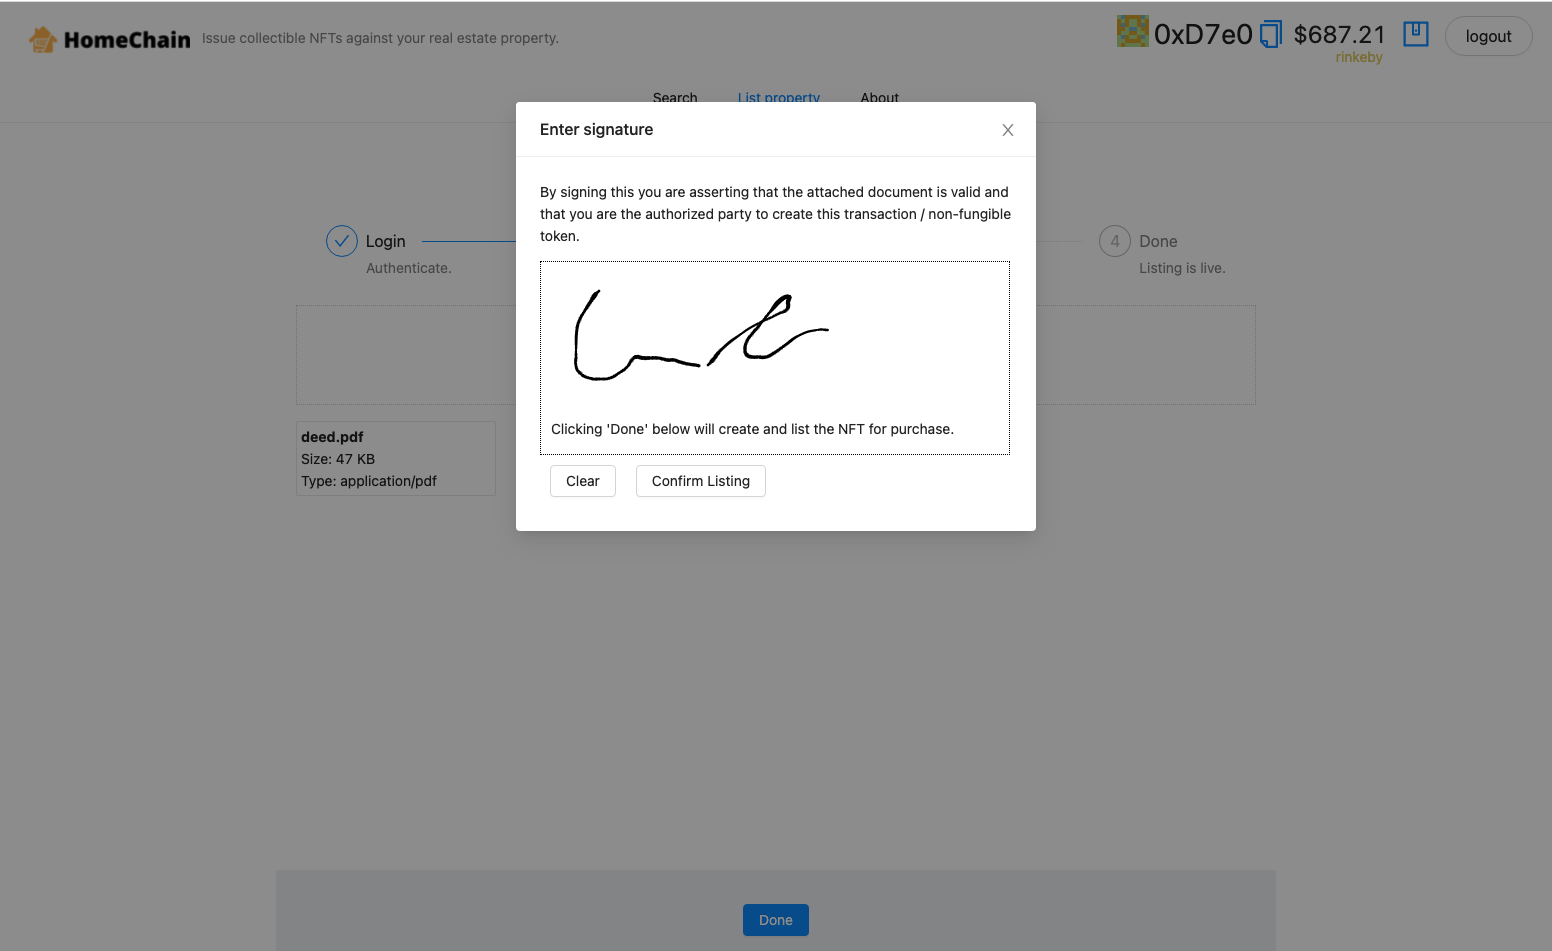 HomeChain Issue collectible NFTs against your real estate property.
0xD7e0 $687.21 logout
rinkeby
Search List property About
Enter signature
By signing this you are asserting that the attached document is valid and
that you are the authorized party to create this transaction / non-fungible
token.
Login
Authenticate.
4 Done
Listing is live.
Clicking 'Done' below will create and list the NFT for purchase.
Clear Confirm Listing
deed.pdf
Size: 47 KB
Type: application/pdf
Done